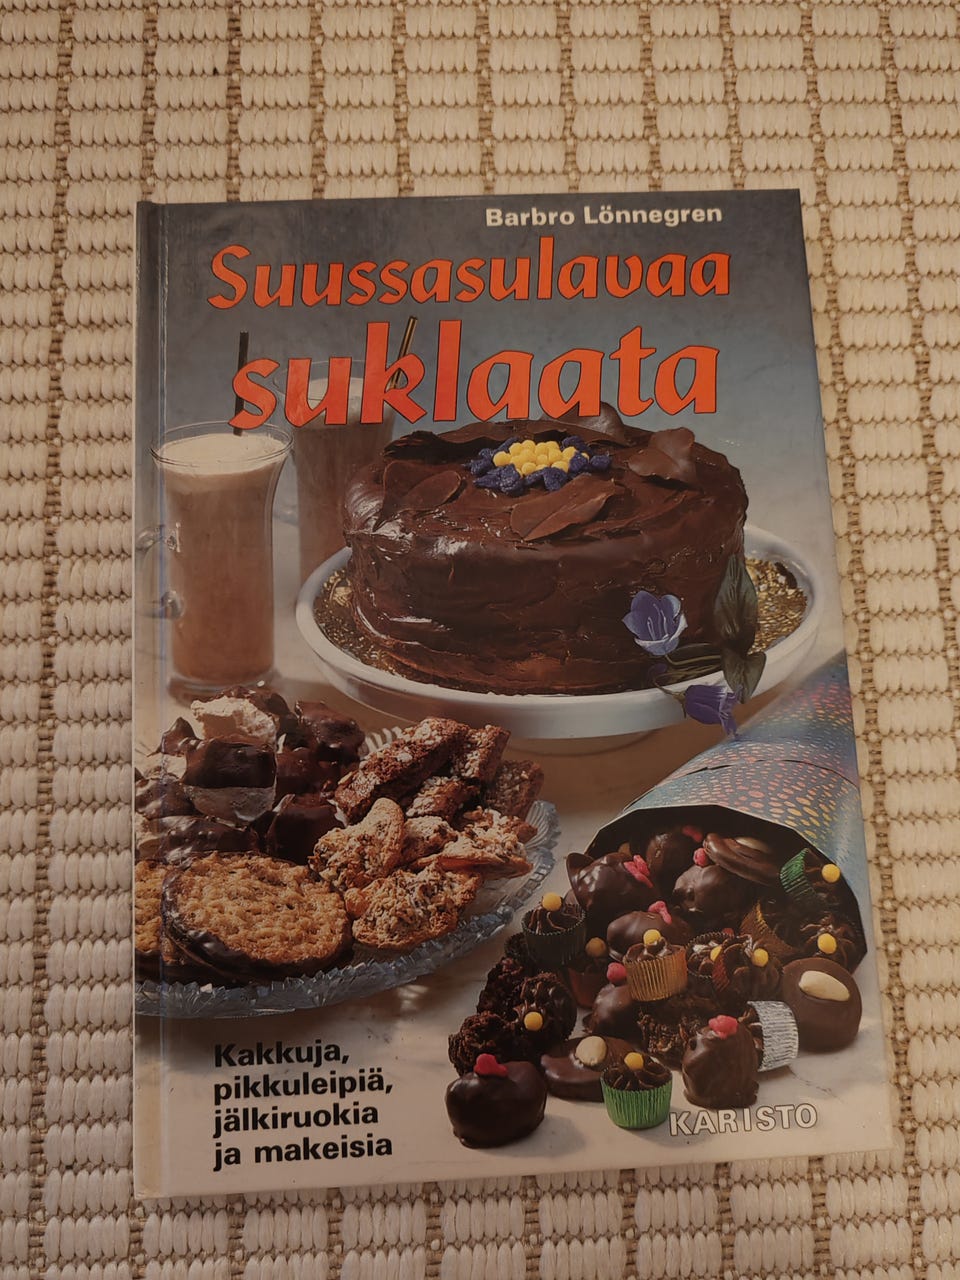 Barbro Lönnegren
Suussasulavaa
suklaata
Kakkuja,
pikkuleipiä,
jälkiruokia
ja makeisia
KARISTO